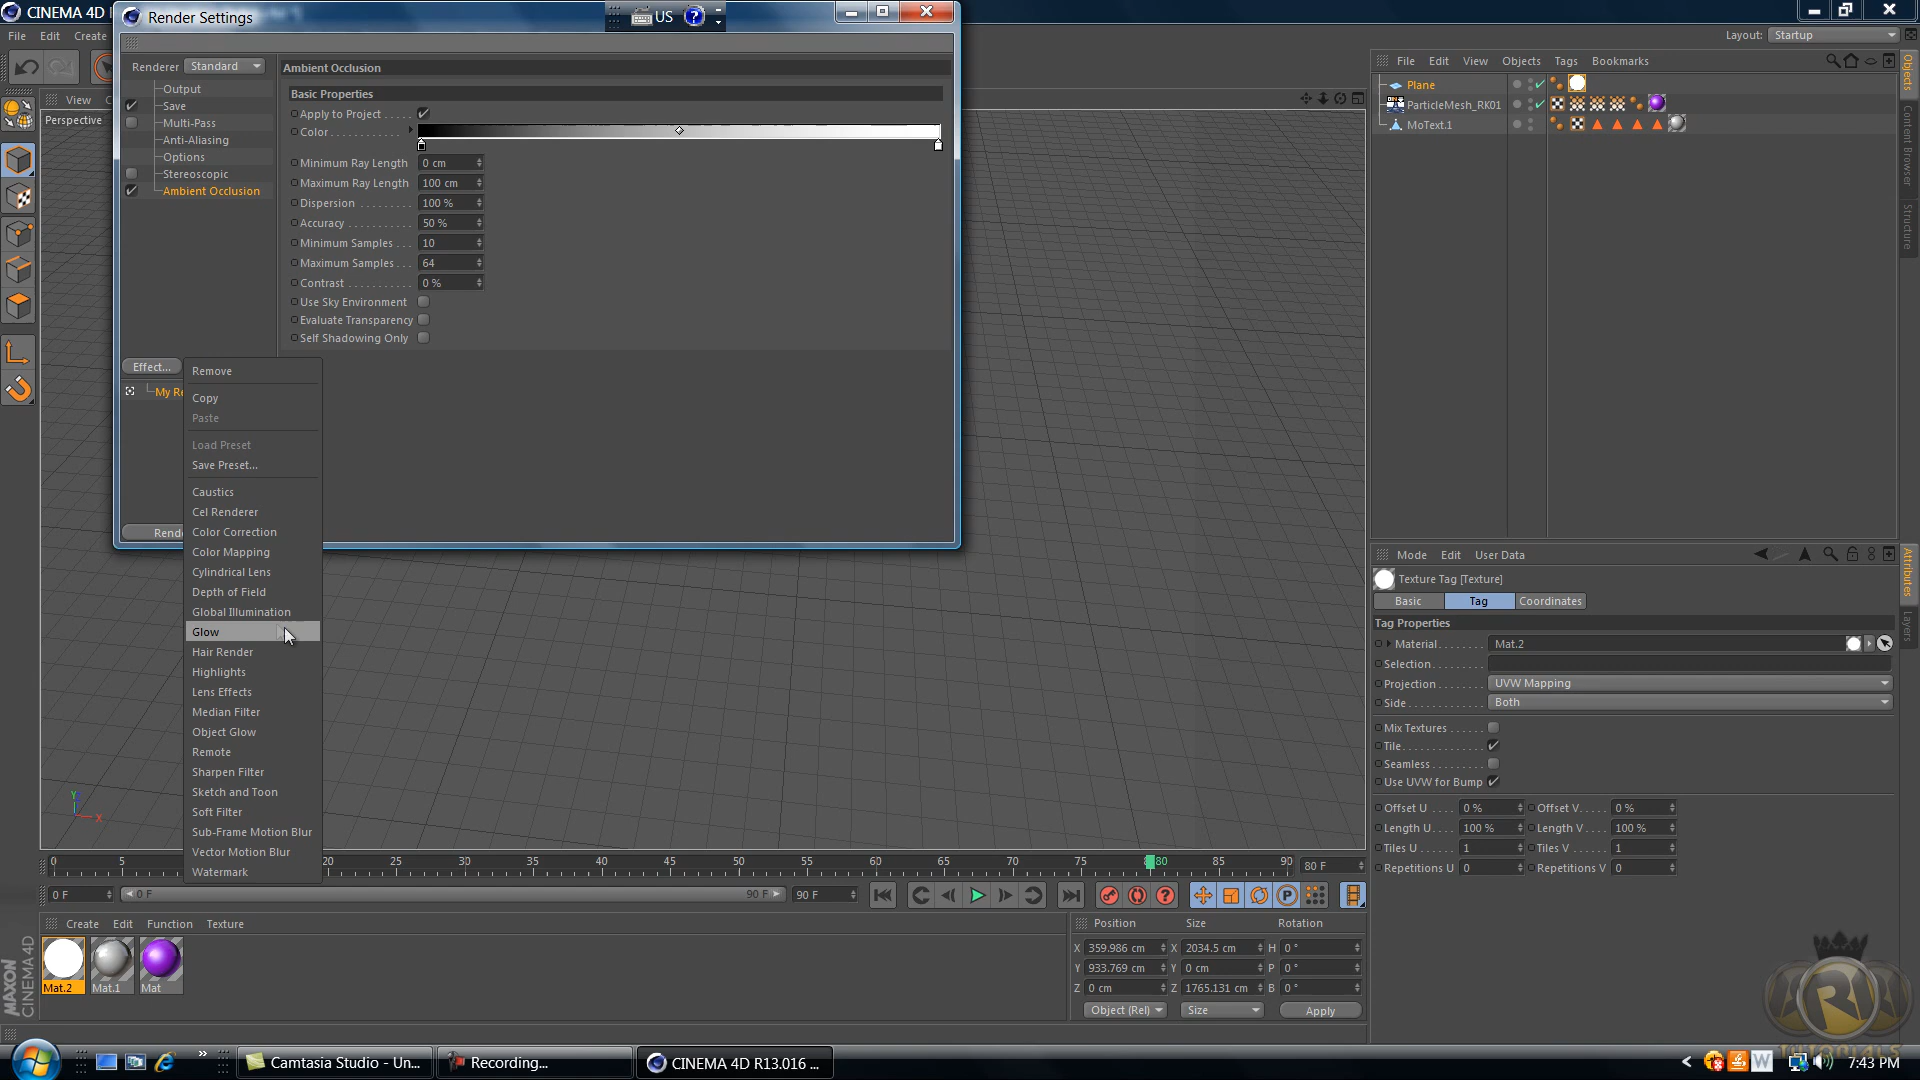 CINEMA 4D
Render Settings
US
File Edit Create
Layout: Startup
Renderer Standard
Output
Save
Multi-Pass
Anti-Aliasing
Options
Stereoscopic
Ambient Occlusion
Effect...
My Re
Rend
Ambient Occlusion
Basic Properties
Apply to Project . . . . .
Color . . . . . . . . . . . .
Minimum Ray Length 0 cm
Maximum Ray Length 100 cm
Dispersion . . . . . . . . . 100 %
Accuracy . . . . . . . . . . . 50 %
Minimum Samples . . . 10
Maximum Samples . . . 64
Contrast . . . . . . . . . . . 0 %
Use Sky Environment
Evaluate Transparency
Self Shadowing Only
Remove
Copy
Paste
Load Preset
Save Preset...
Caustics
Cel Renderer
Color Correction
Color Mapping
Cylindrical Lens
Depth of Field
Global Illumination
Glow
Hair Render
Highlights
Lens Effects
Median Filter
Object Glow
Remote
Sharpen Filter
Sketch and Toon
Soft Filter
Sub-Frame Motion Blur
Vector Motion Blur
Watermark
View
Perspective
Y
X
File Edit View Objects Tags Bookmarks
Plane
ParticleMesh_RK01
MoText.1
Objects
Content Browser
Structure
Mode Edit User Data
Texture Tag [Texture]
Basic Tag Coordinates
Tag Properties
Material . . . . . . . . Mat.2
Selection . . . . . . . .
Projection . . . . . . . UVW Mapping
Side . . . . . . . . . . . . Both
Mix Textures . . . . . .
Tile . . . . . . . . . . . . .
Seamless . . . . . . . . .
Use UVW for Bump
Offset U . . . . 0 % Offset V . . . . 0 %
Length U . . . 100 % Length V . . . 100 %
Tiles U . . . . . 1 Tiles V . . . . . 1
Repetitions U 0 Repetitions V 0
Attributes
Layers
0 5 20 25 30 35 40 45 50 55 60 65 70 75 80 85 90 80 F
0 F 0 F 90 F 90 F
P
Create Edit Function Texture
Mat.2 Mat.1 Mat
MAXON
CINEMA 4D
Position Size Rotation
X 359.986 cm X 2034.5 cm H 0 °
Y 933.769 cm Y 0 cm P 0 °
Z 0 cm Z 1765.131 cm B 0 °
Object (Rel) Size Apply
TUTORIALS
Camtasia Studio - Un... Recording... CINEMA 4D R13.016 ...
7:43 PM